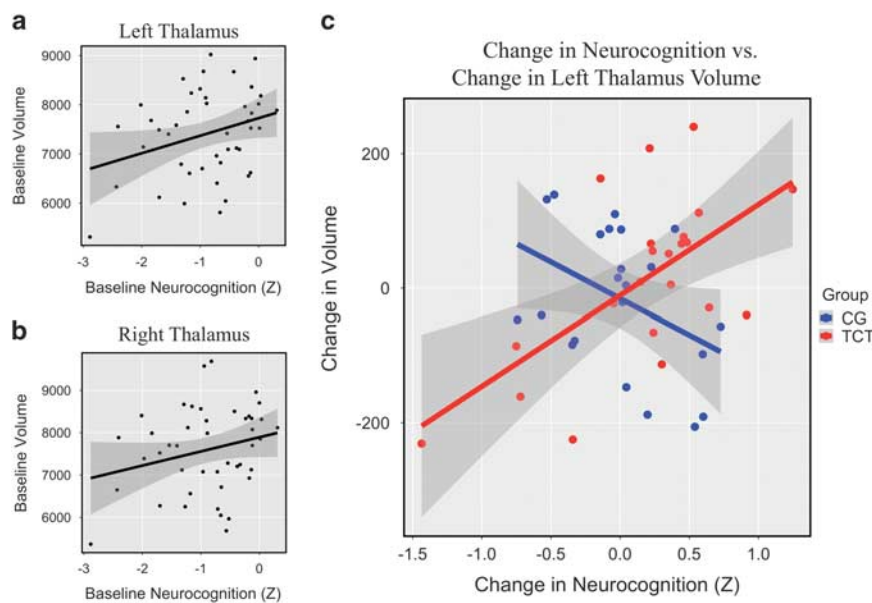 a
Left Thalamus
Baseline Volume
9000
8000
7000
6000
-3 -2 -1 0
Baseline Neurocognition (Z)
b
Right Thalamus
Baseline Volume
9000
8000
7000
6000
-3 -2 -1 0
Baseline Neurocognition (Z)
c
Change in Neurocognition vs.
Change in Left Thalamus Volume
Change in Volume
200
0
-200
-1.5 -1.0 -0.5 0.0 0.5 1.0
Change in Neurocognition (Z)
Group
CG
TCT